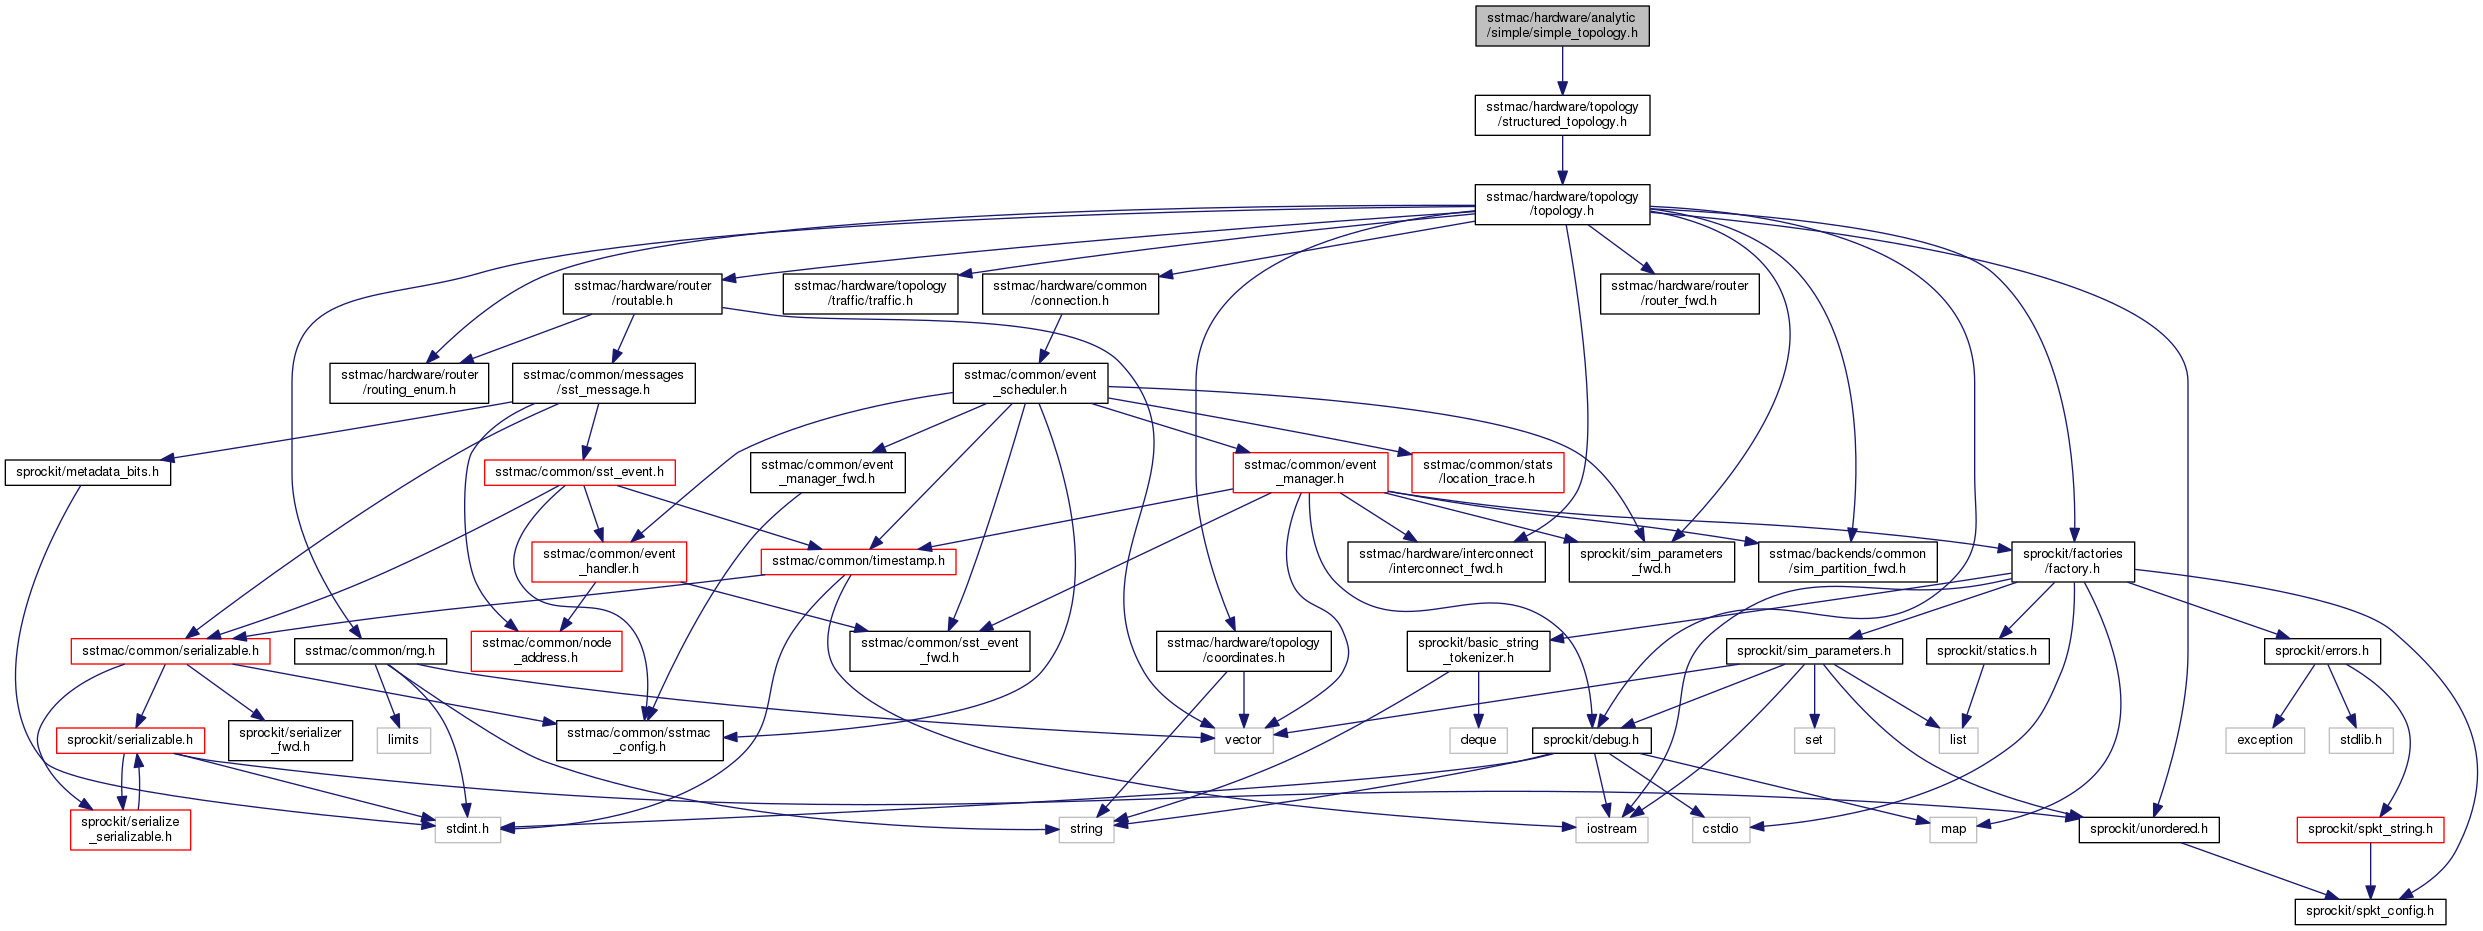 sstmac/hardware/analytic
/simple/simple_topology.h
sstmac/hardware/topology
/structured_topology.h
sstmac/hardware/topology
/topology.h
sstmac/hardware/router
/routable.h
sstmac/hardware/topology
/traffic/traffic.h
sstmac/hardware/common
/connection.h
sstmac/hardware/router
/router_fwd.h
sstmac/hardware/router
/routing_enum.h
sstmac/common/messages
/sst_message.h
sstmac/common/event
_scheduler.h
sprockit/metadata_bits.h
sstmac/common/sst_event.h
sstmac/common/event
_manager_fwd.h
sstmac/common/event
_manager.h
sstmac/common/stats
/location_trace.h
sstmac/common/event
_handler.h
sstmac/common/timestamp.h
sstmac/hardware/interconnect
/interconnect_fwd.h
sprockit/sim_parameters
_fwd.h
sstmac/backends/common
/sim_partition_fwd.h
sprockit/factories
/factory.h
sstmac/common/serializable.h
sstmac/common/rng.h
sstmac/common/node
_address.h
sstmac/common/sst_event
_fwd.h
sstmac/hardware/topology
/coordinates.h
sprockit/basic_string
_tokenizer.h
sprockit/sim_parameters.h
sprockit/statics.h
sprockit/errors.h
sprockit/serializable.h
sprockit/serializer
_fwd.h
limits
sstmac/common/sstmac
_config.h
vector
deque
sprockit/debug.h
set
list
exception
stdlib.h
sprockit/serialize
_serializable.h
stdint.h
string
iostream
cstdio
map
sprockit/unordered.h
sprockit/spkt_string.h
sprockit/spkt_config.h